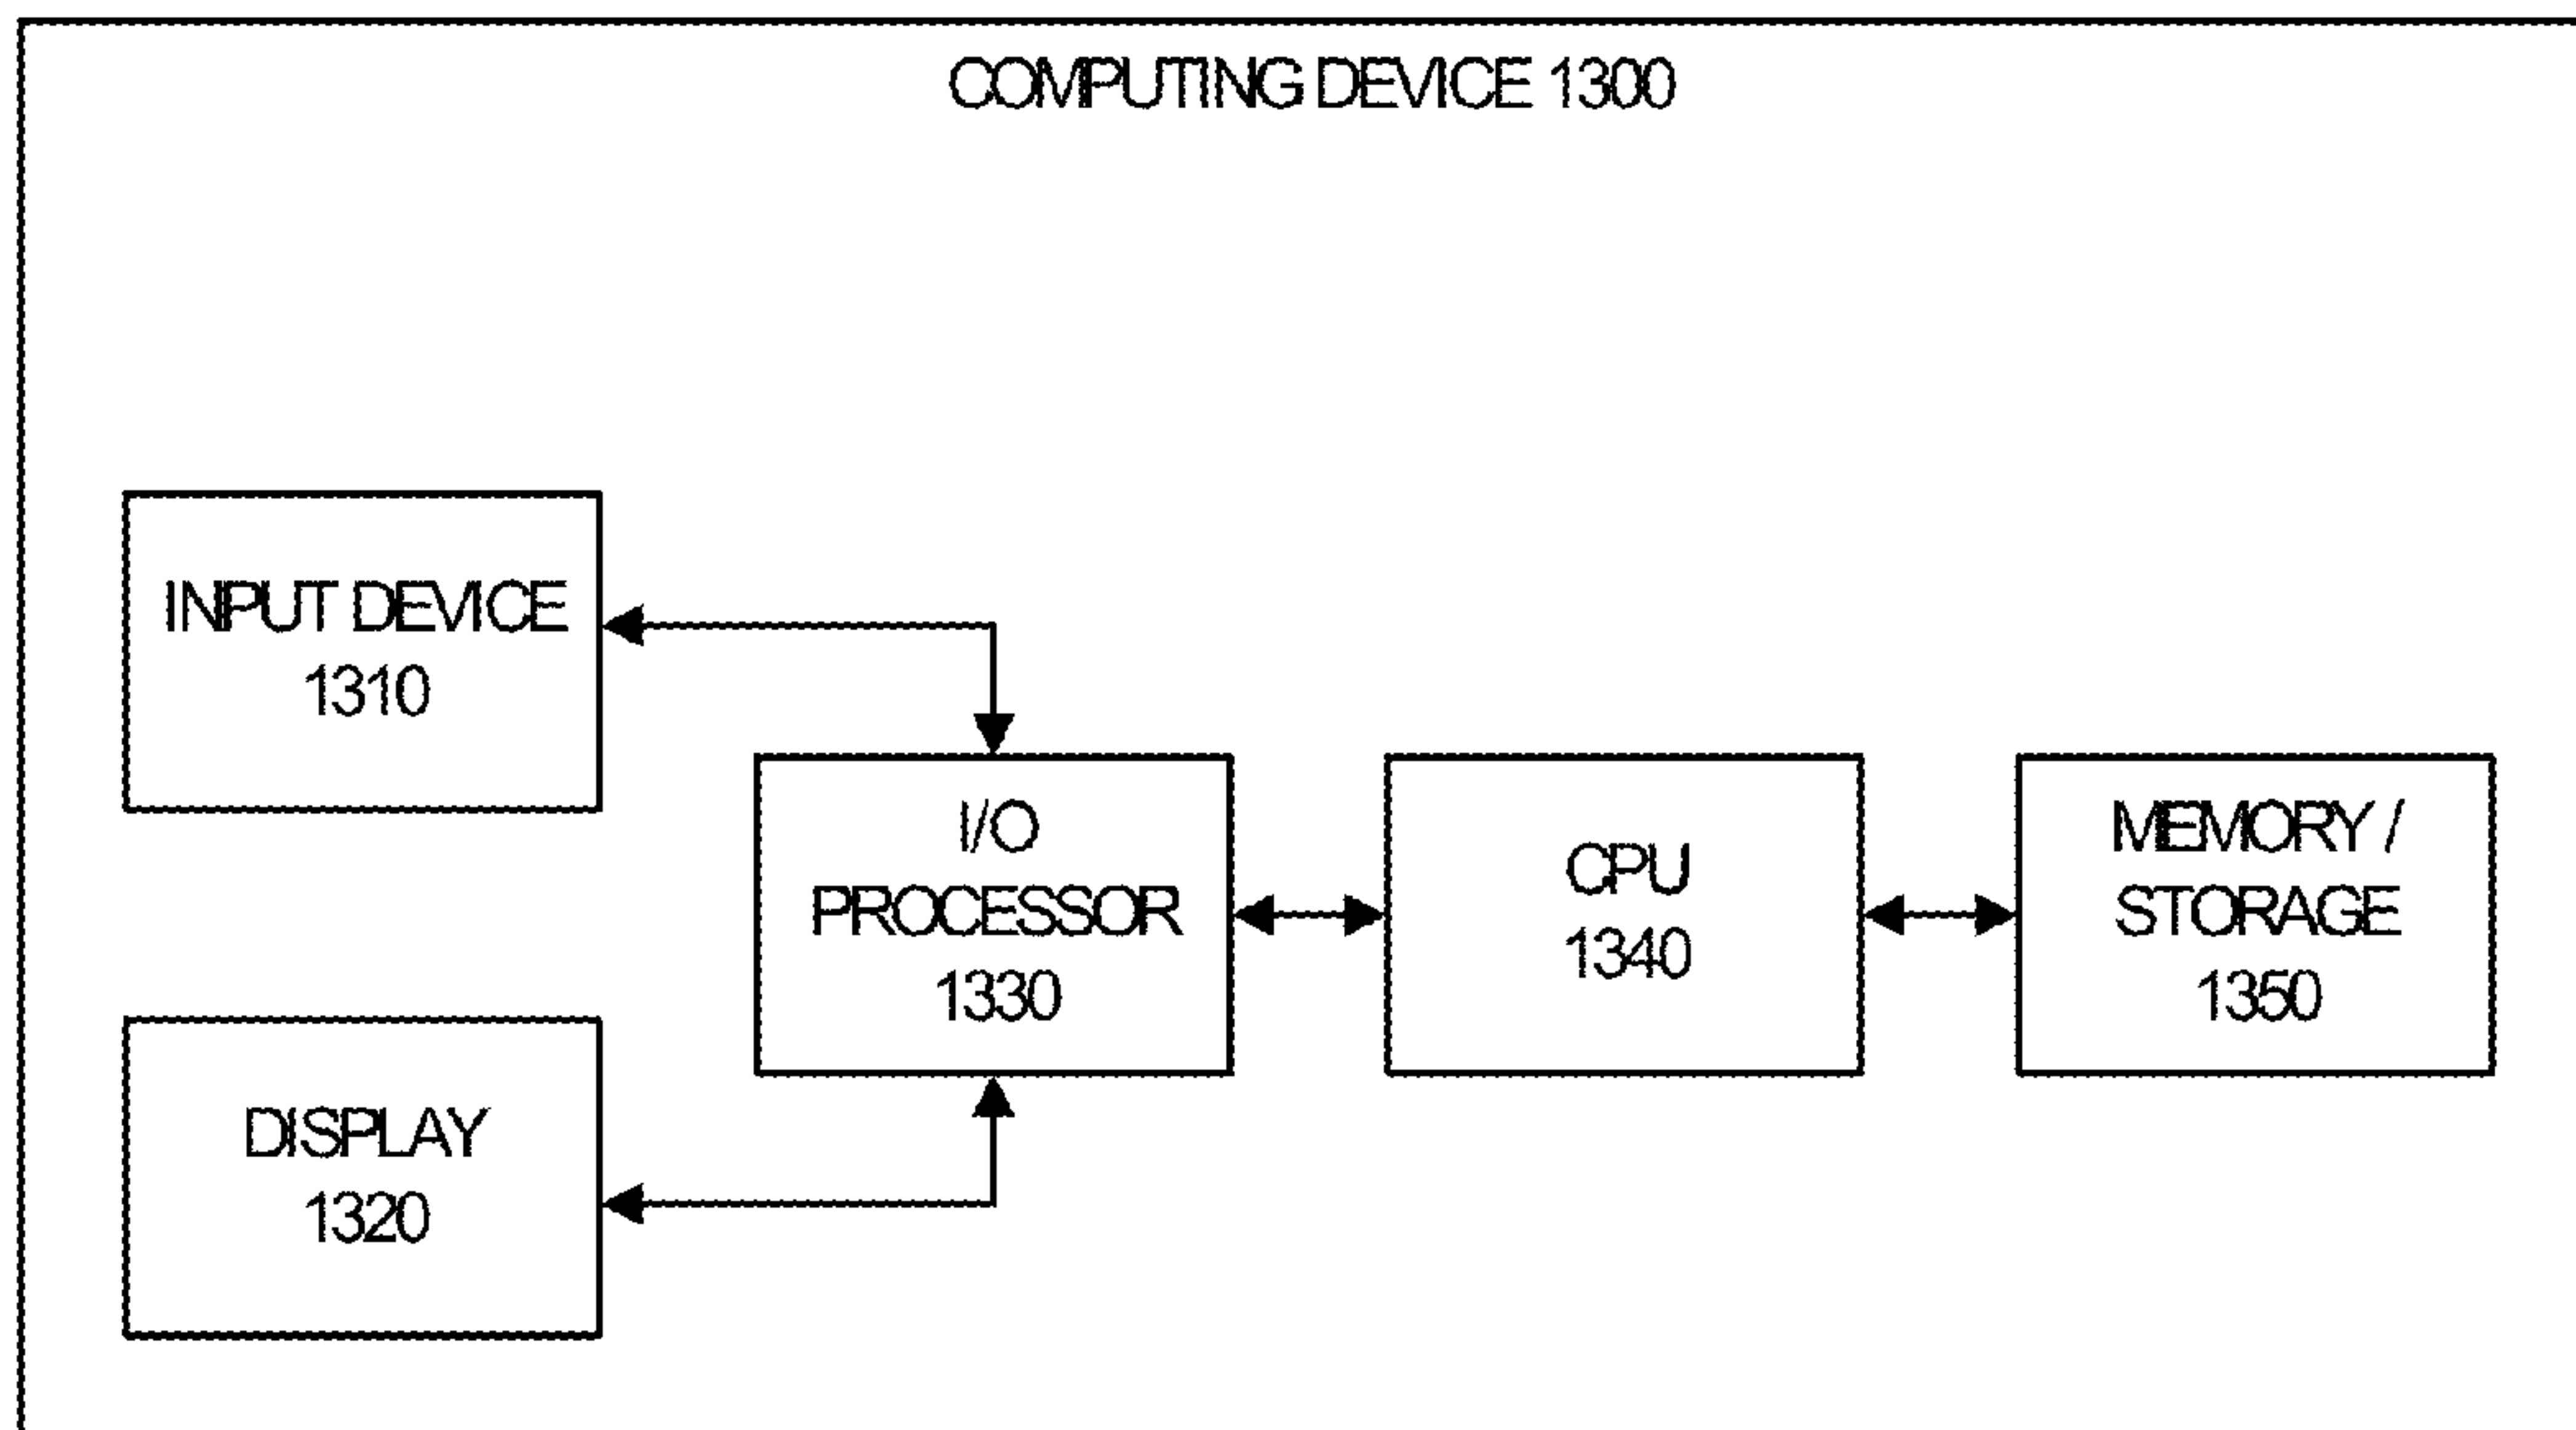 COMPUTING DEVICE 1300
INPUT DEVICE
1310
I/O
PROCESSOR
1330
CPU
1340
MEMORY /
STORAGE
1350
DISPLAY
1320